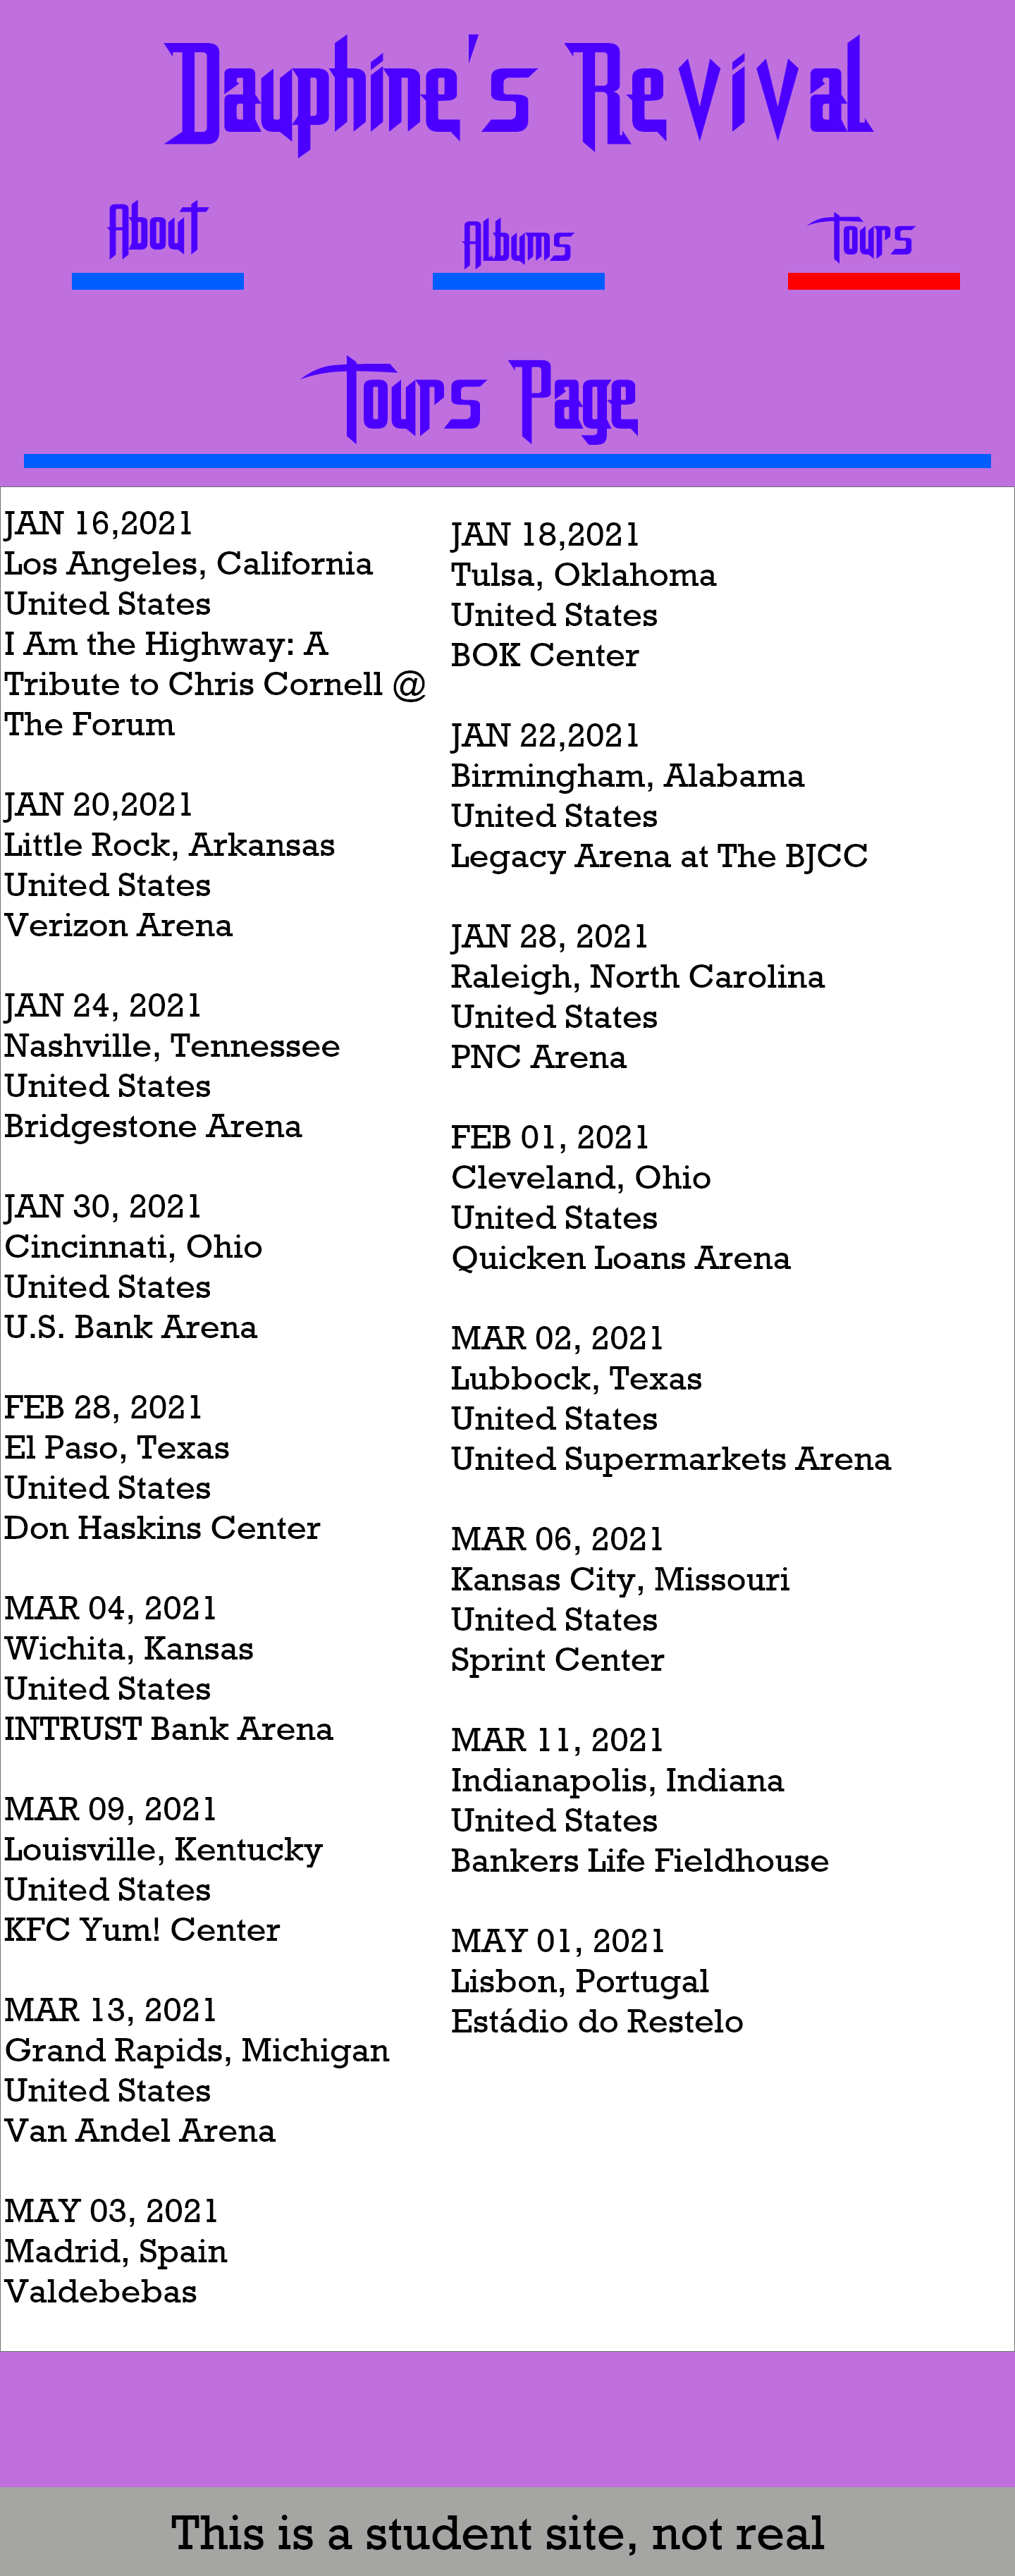 Dauphine's Revival
About
Albums
Tours
Tours Page
JAN 16,2021
Los Angeles, California
United States
I Am the Highway: A
Tribute to Chris Cornell @
The Forum
JAN 20,2021
Little Rock, Arkansas
United States
Verizon Arena
JAN 24, 2021
Nashville, Tennessee
United States
Bridgestone Arena
JAN 30, 2021
Cincinnati, Ohio
United States
U.S. Bank Arena
FEB 28, 2021
El Paso, Texas
United States
Don Haskins Center
MAR 04, 2021
Wichita, Kansas
United States
INTRUST Bank Arena
MAR 09, 2021
Louisville, Kentucky
United States
KFC Yum! Center
MAR 13, 2021
Grand Rapids, Michigan
United States
Van Andel Arena
MAY 03, 2021
Madrid, Spain
Valdebebas
JAN 18,2021
Tulsa, Oklahoma
United States
BOK Center
JAN 22,2021
Birmingham, Alabama
United States
Legacy Arena at The BJCC
JAN 28, 2021
Raleigh, North Carolina
United States
PNC Arena
FEB 01, 2021
Cleveland, Ohio
United States
Quicken Loans Arena
MAR 02, 2021
Lubbock, Texas
United States
United Supermarkets Arena
MAR 06, 2021
Kansas City, Missouri
United States
Sprint Center
MAR 11, 2021
Indianapolis, Indiana
United States
Bankers Life Fieldhouse
MAY 01, 2021
Lisbon, Portugal
Estádio do Restelo
This is a student site, not real